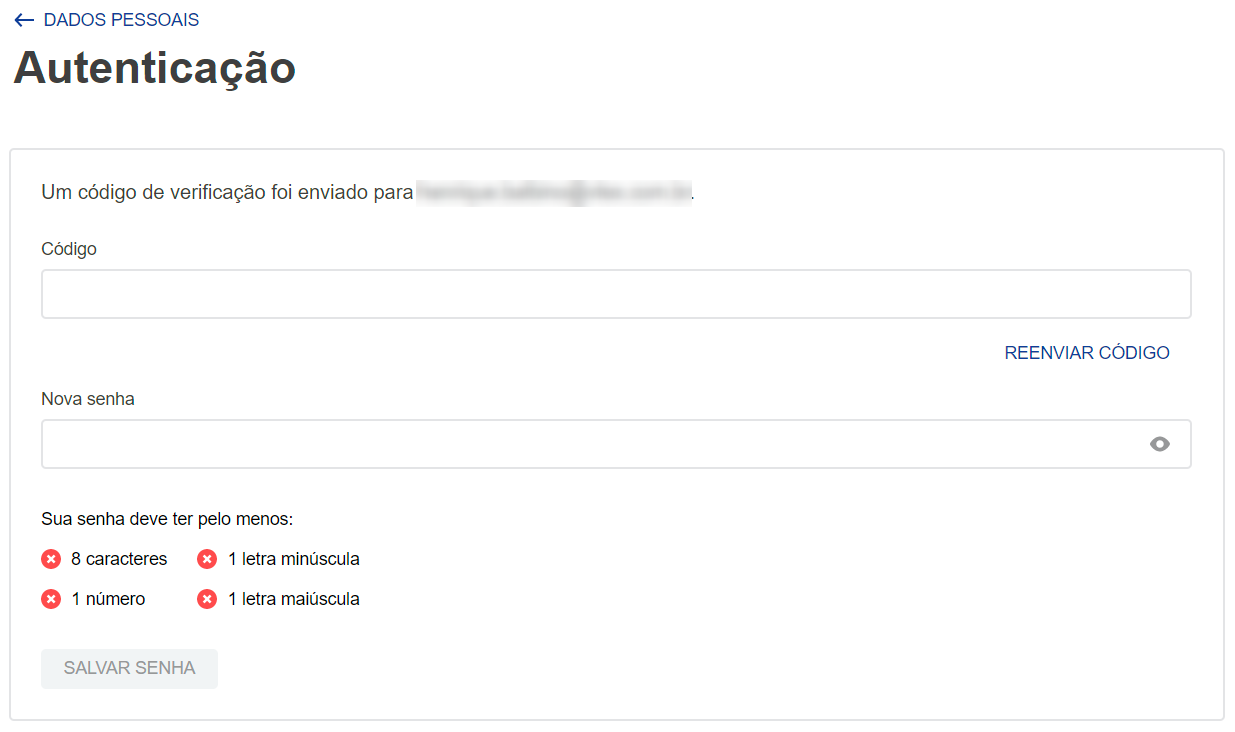 DADOS PESSOAIS
Autenticação
Um código de verificação foi enviado para .
Código
REENVIAR CÓDIGO
Nova senha
Sua senha deve ter pelo menos:
8 caracteres 1 letra minúscula
1 número 1 letra maiúscula
SALVAR SENHA